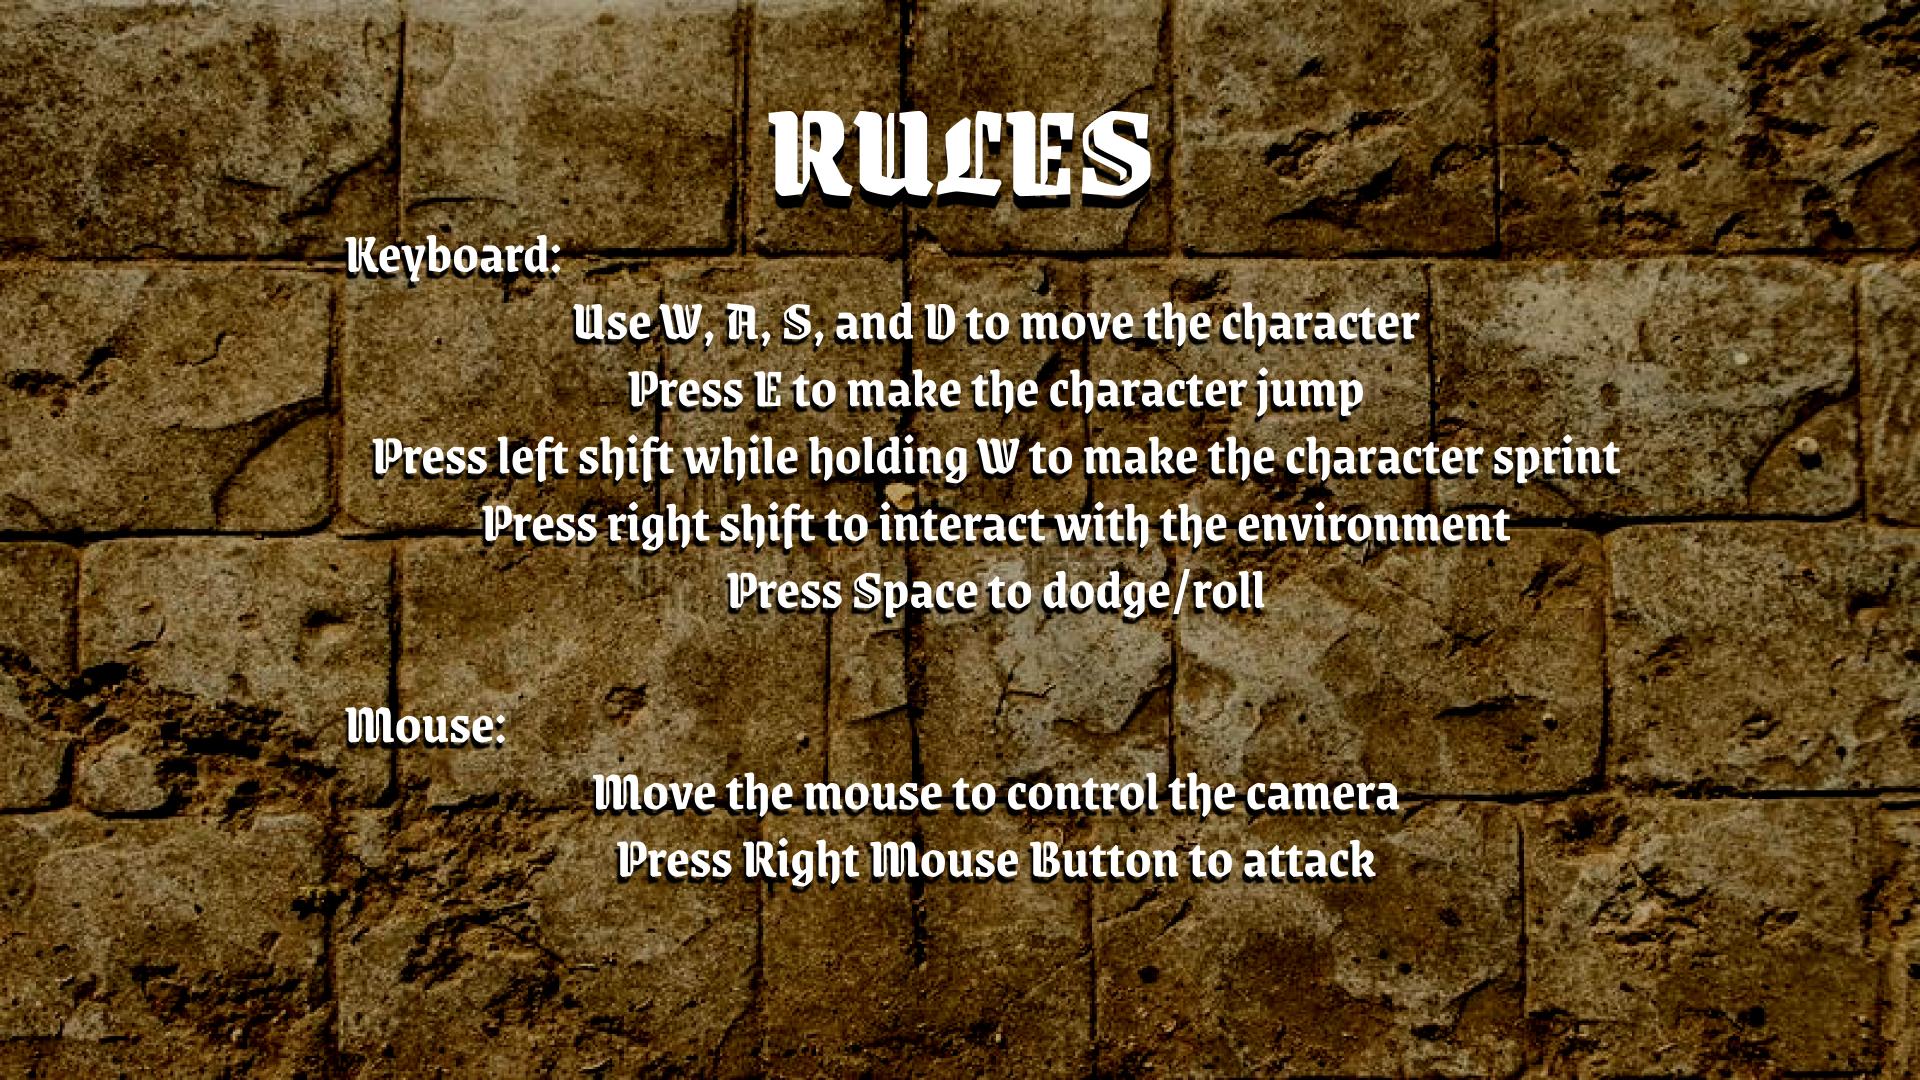 RULES
Keyboard:
Use W, A, S, and D to move the character
Press E to make the character jump
Press left shift while holding W to make the character sprint
Press right shift to interact with the environment
Press Space to dodge/roll
Mouse:
Move the mouse to control the camera
Press Right Mouse Button to attack